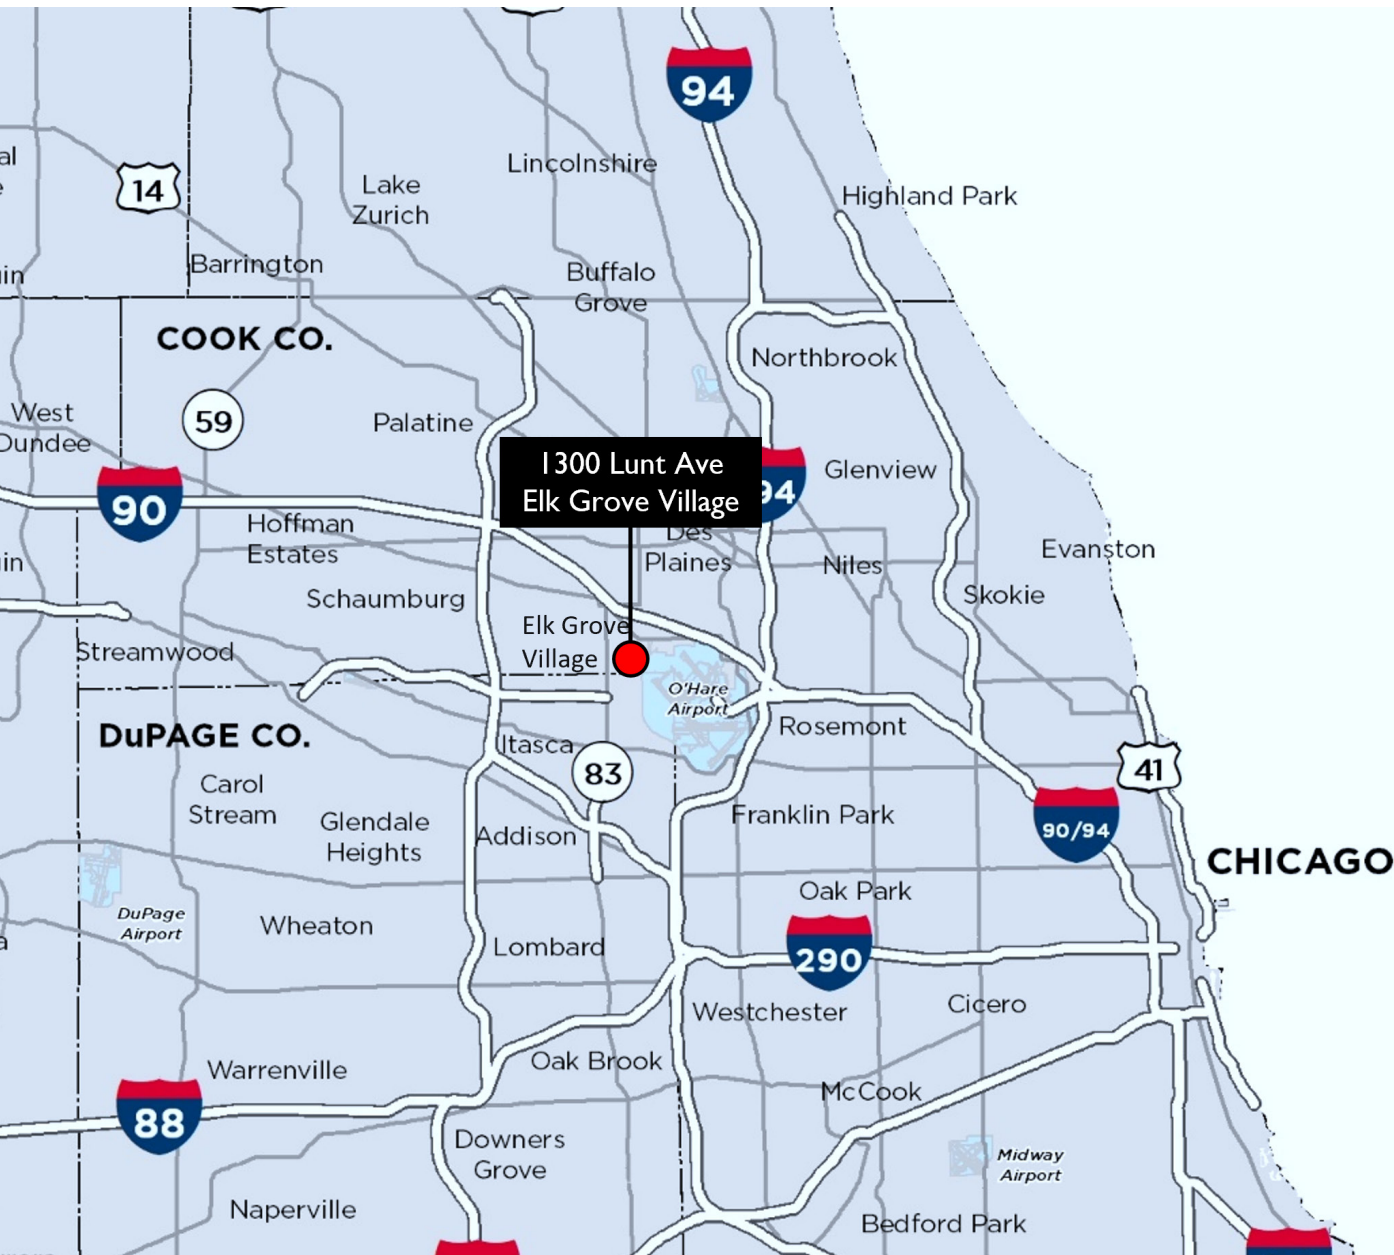 94
Lincolnshire
14
Lake
Zurich
Highland Park
Barrington
Buffalo
Grove
COOK CO.
Northbrook
West
Dundee
59
Palatine
1300 Lunt Ave
Elk Grove Village
94
Glenview
90
Hoffman
Estates
Des
Plaines
Niles
Evanston
Schaumburg
Skokie
Elk Grove
Village
Streamwood
O'Hare
Airport
DuPAGE CO.
Rosemont
Itasca
83
41
Carol
Stream
Glendale
Heights
Addison
Franklin Park
90/94
CHICAGO
Oak Park
DuPage
Airport
Wheaton
Lombard
290
Westchester
Cicero
Warrenville
Oak Brook
McCook
88
Downers
Grove
Midway
Airport
Naperville
Bedford Park